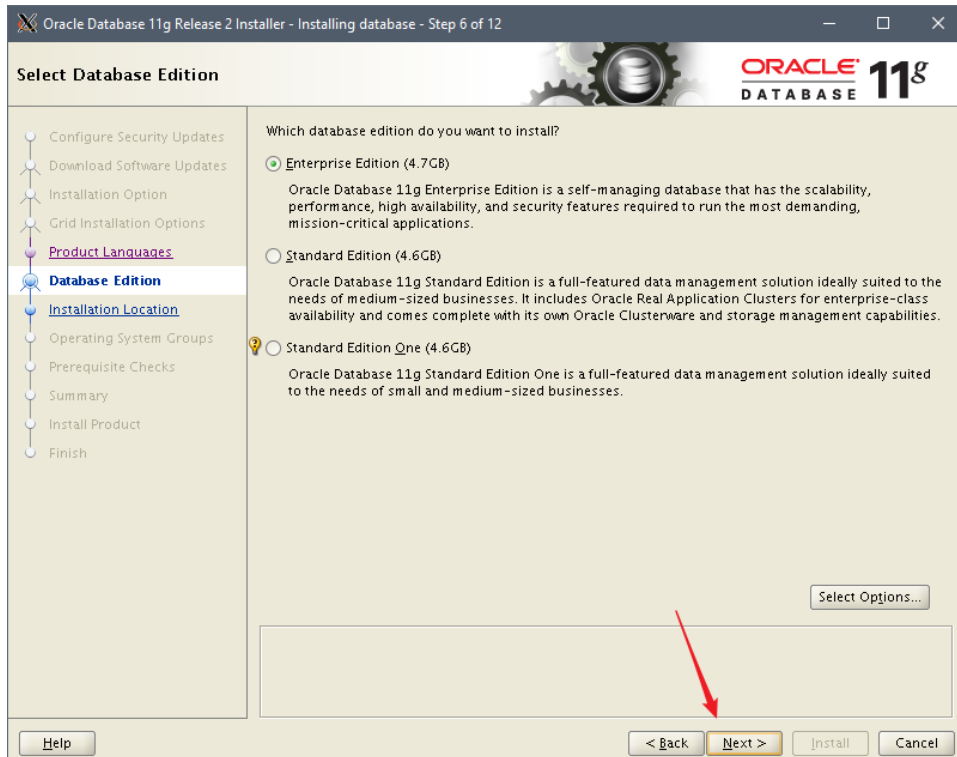 Oracle Database 11g Release 2 Installer - Installing database - Step 6 of 12
Select Database Edition
ORACLE
DATABASE
11g
Configure Security Updates
Download Software Updates
Installation Option
Grid Installation Options
Product Languages
Database Edition
Installation Location
Operating System Groups
Prerequisite Checks
Summary
Install Product
Finish
Which database edition do you want to install?
Enterprise Edition (4.7GB)
Oracle Database 11g Enterprise Edition is a self-managing database that has the scalability,
performance, high availability, and security features required to run the most demanding,
mission-critical applications.
Standard Edition (4.6GB)
Oracle Database 11g Standard Edition is a full-featured data management solution ideally suited to the
needs of medium-sized businesses. It includes Oracle Real Application Clusters for enterprise-class
availability and comes complete with its own Oracle Clusterware and storage management capabilities.
Standard Edition One (4.6GB)
Oracle Database 11g Standard Edition One is a full-featured data management solution ideally suited
to the needs of small and medium-sized businesses.
Select Options...
Help
< Back
Next >
Install
Cancel